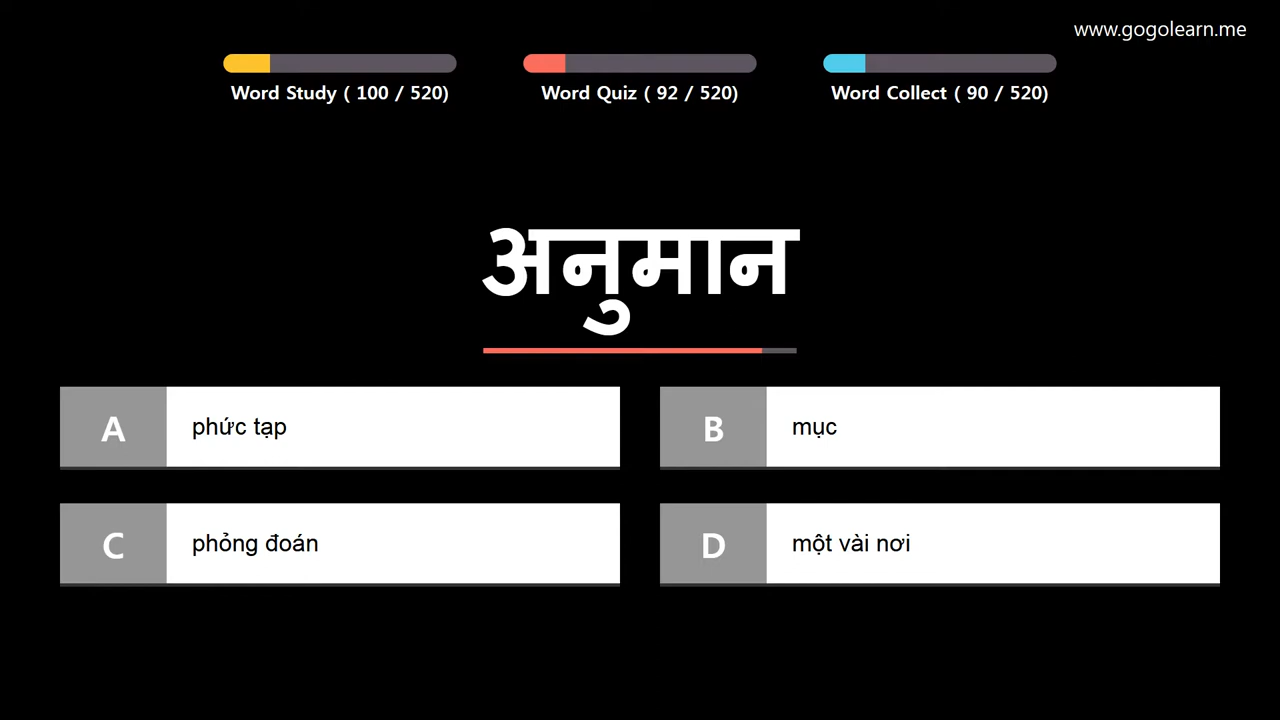 www.gogolearn.me
Word Study ( 100 / 520)
Word Quiz ( 92 / 520)
Word Collect ( 90 / 520)
अनुमान
A phức tạp
B mục
C phỏng đoán
D một vài nơi